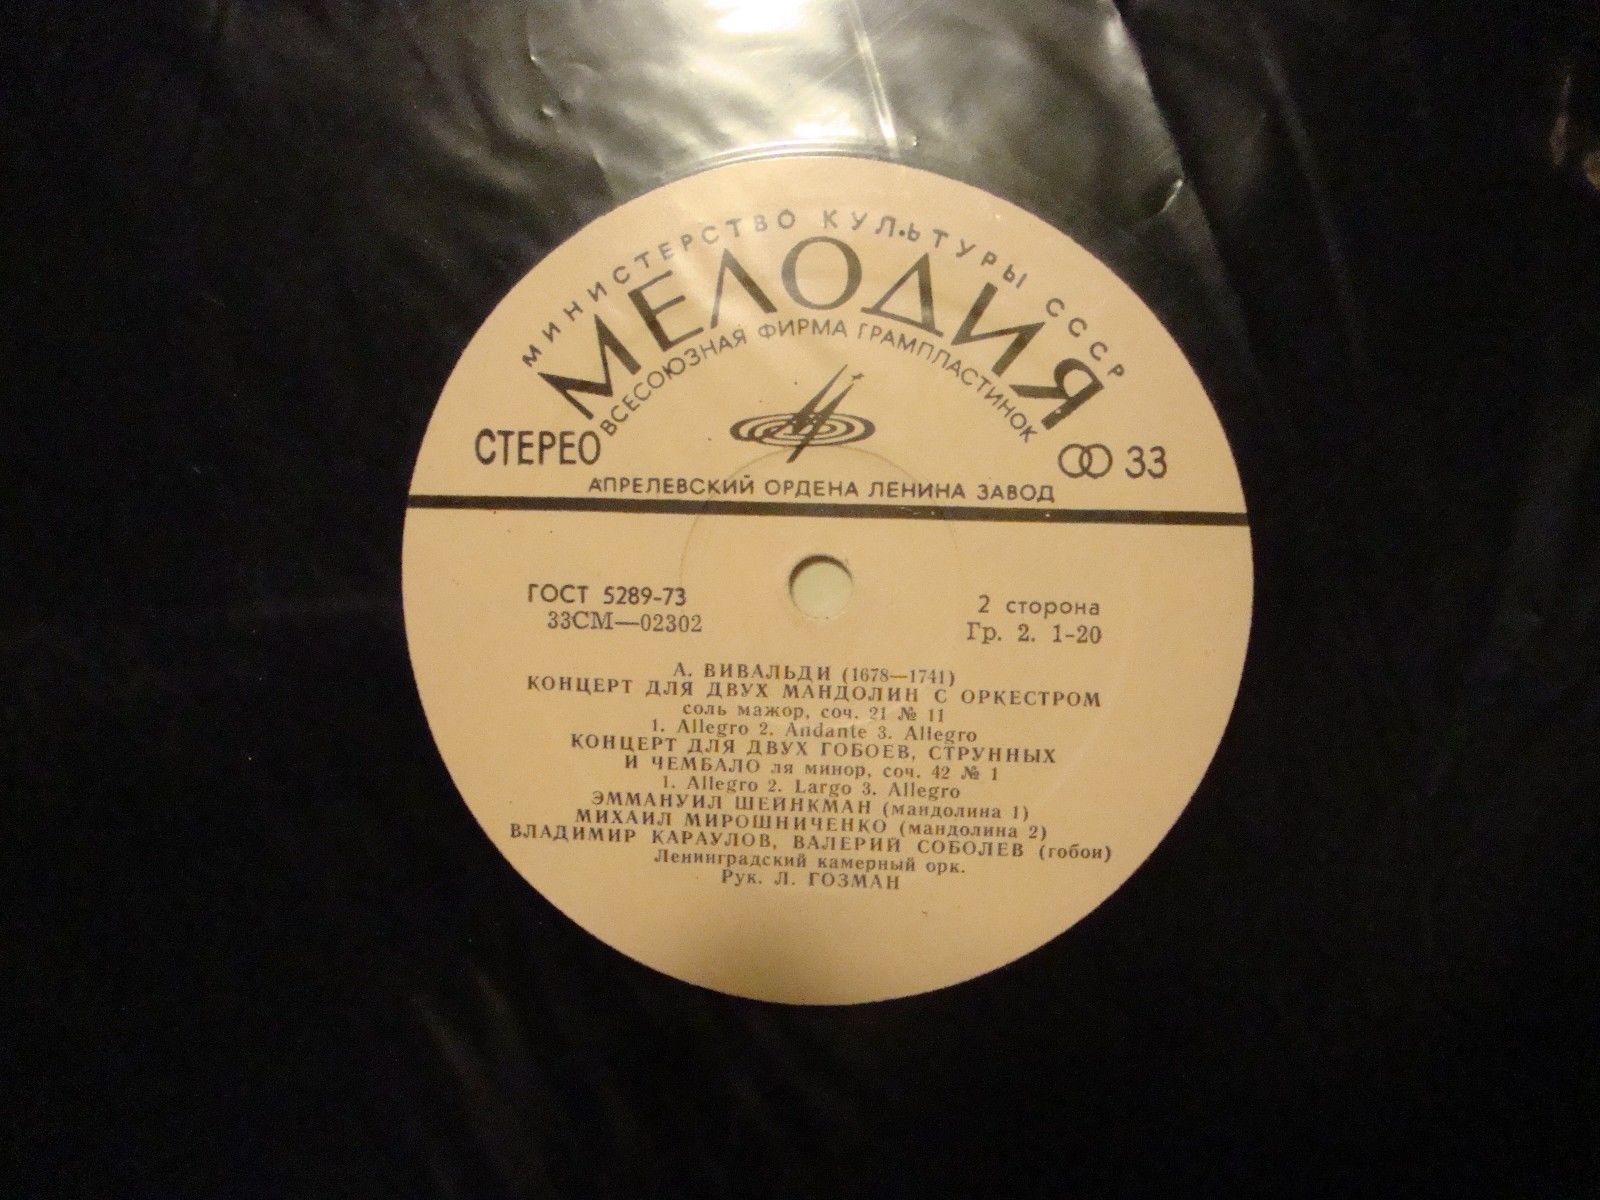 МИНИСТЕРСТВО КУЛЬТУРЫ СССР
МЕЛОДИЯ
ВСЕСОЮЗНАЯ ФИРМА ГРАМПЛАСТИНОК
СТЕРЕО
33
АПРЕЛЕВСКИЙ ОРДЕНА ЛЕНИНА ЗАВОД
ГОСТ 5289-73
33СМ—02302
2 сторона
Гр. 2. 1-20
А. ВИВАЛЬДИ (1678—1741)
КОНЦЕРТ ДЛЯ ДВУХ МАНДОЛИН С ОРКЕСТРОМ
соль мажор, соч. 21 № 11
1. Allegro 2. Andante 3. Allegro
КОНЦЕРТ ДЛЯ ДВУХ ГОБОЕВ, СТРУННЫХ
И ЧЕМБАЛО ля минор, соч. 42 № 1
1. Allegro 2. Largo 3. Allegro
ЭММАНУИЛ ШЕЙНКМАН (мандолина 1)
МИХАИЛ МИРОШНИЧЕНКО (мандолина 2)
ВЛАДИМИР КАРАУЛОВ, ВАЛЕРИЙ СОБОЛЕВ (гобои)
Ленинградский камерный орк.
Рук. Л. ГОЗМАН